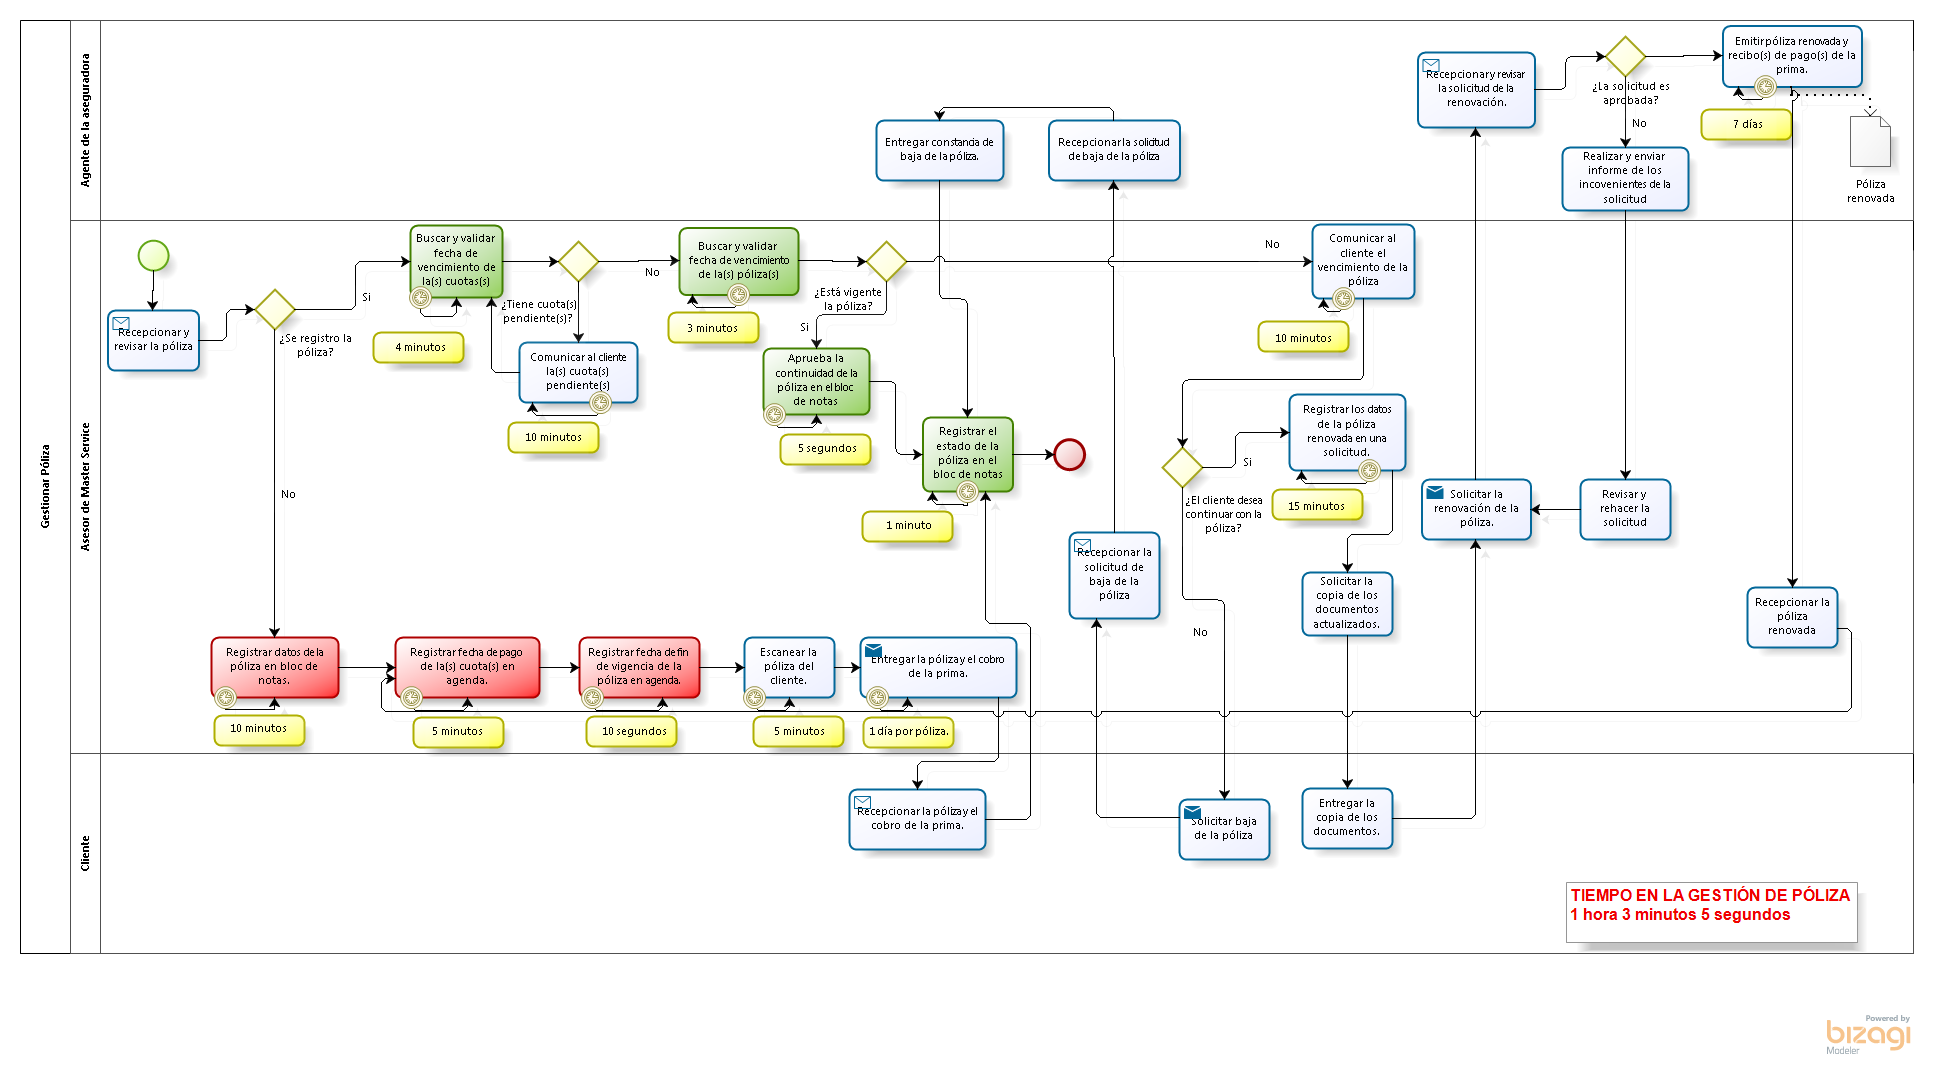 Gestionar Póliza
Agente de la aseguradora
Recepcionar y revisar
la solicitud de la
renovación.
¿La solicitud es
aprobada?
No
Emitir póliza renovada y
recibo(s) de pago(s) de la
prima.
7 días
Póliza
renovada
Realizar y enviar
informe de los
incovenientes de la
solicitud
Entregar constancia de
baja de la póliza.
Recepcionar la solicitud
de baja de la póliza
Asesor de Master Service
Recepcionar y
revisar la póliza
¿Se registro la
póliza?
Si
No
Buscar y validar
fecha de
vencimiento de
la(s) cuotas(s)
4 minutos
¿Tiene cuota(s)
pendiente(s)?
No
Comunicar al cliente
la(s) cuota(s)
pendiente(s)
10 minutos
Buscar y validar
fecha de vencimiento
de la(s) póliza(s)
3 minutos
¿Está vigente
la póliza?
Si
No
Aprueba la
continuidad de la
póliza en el bloc
de notas
5 segundos
Registrar el
estado de la
póliza en el
bloc de notas
1 minuto
Comunicar al
cliente el
vencimiento de la
póliza
10 minutos
¿El cliente desea
continuar con la
póliza?
Si
No
Registrar los datos
de la póliza
renovada en una
solicitud.
15 minutos
Solicitar la
copia de los
documentos
actualizados.
Solicitar la
renovación de la
póliza.
Revisar y
rehacer la
solicitud
Recepcionar la
solicitud de
baja de la
póliza
Recepcionar la
póliza
renovada
Registrar datos de la
póliza en bloc de
notas.
10 minutos
Registrar fecha de pago
de la(s) cuota(s) en
agenda.
5 minutos
Registrar fecha de fin
de vigencia de la
póliza en agenda.
10 segundos
Escanear la
póliza del
cliente.
5 minutos
Entregar la póliza y el cobro
de la prima.
1 día por póliza.
Cliente
Recepcionar la póliza y el
cobro de la prima.
Solicitar baja
de la póliza
Entregar la
copia de los
documentos.
TIEMPO EN LA GESTIÓN DE PÓLIZA
1 hora 3 minutos 5 segundos
Powered by
bizagi
Modeler